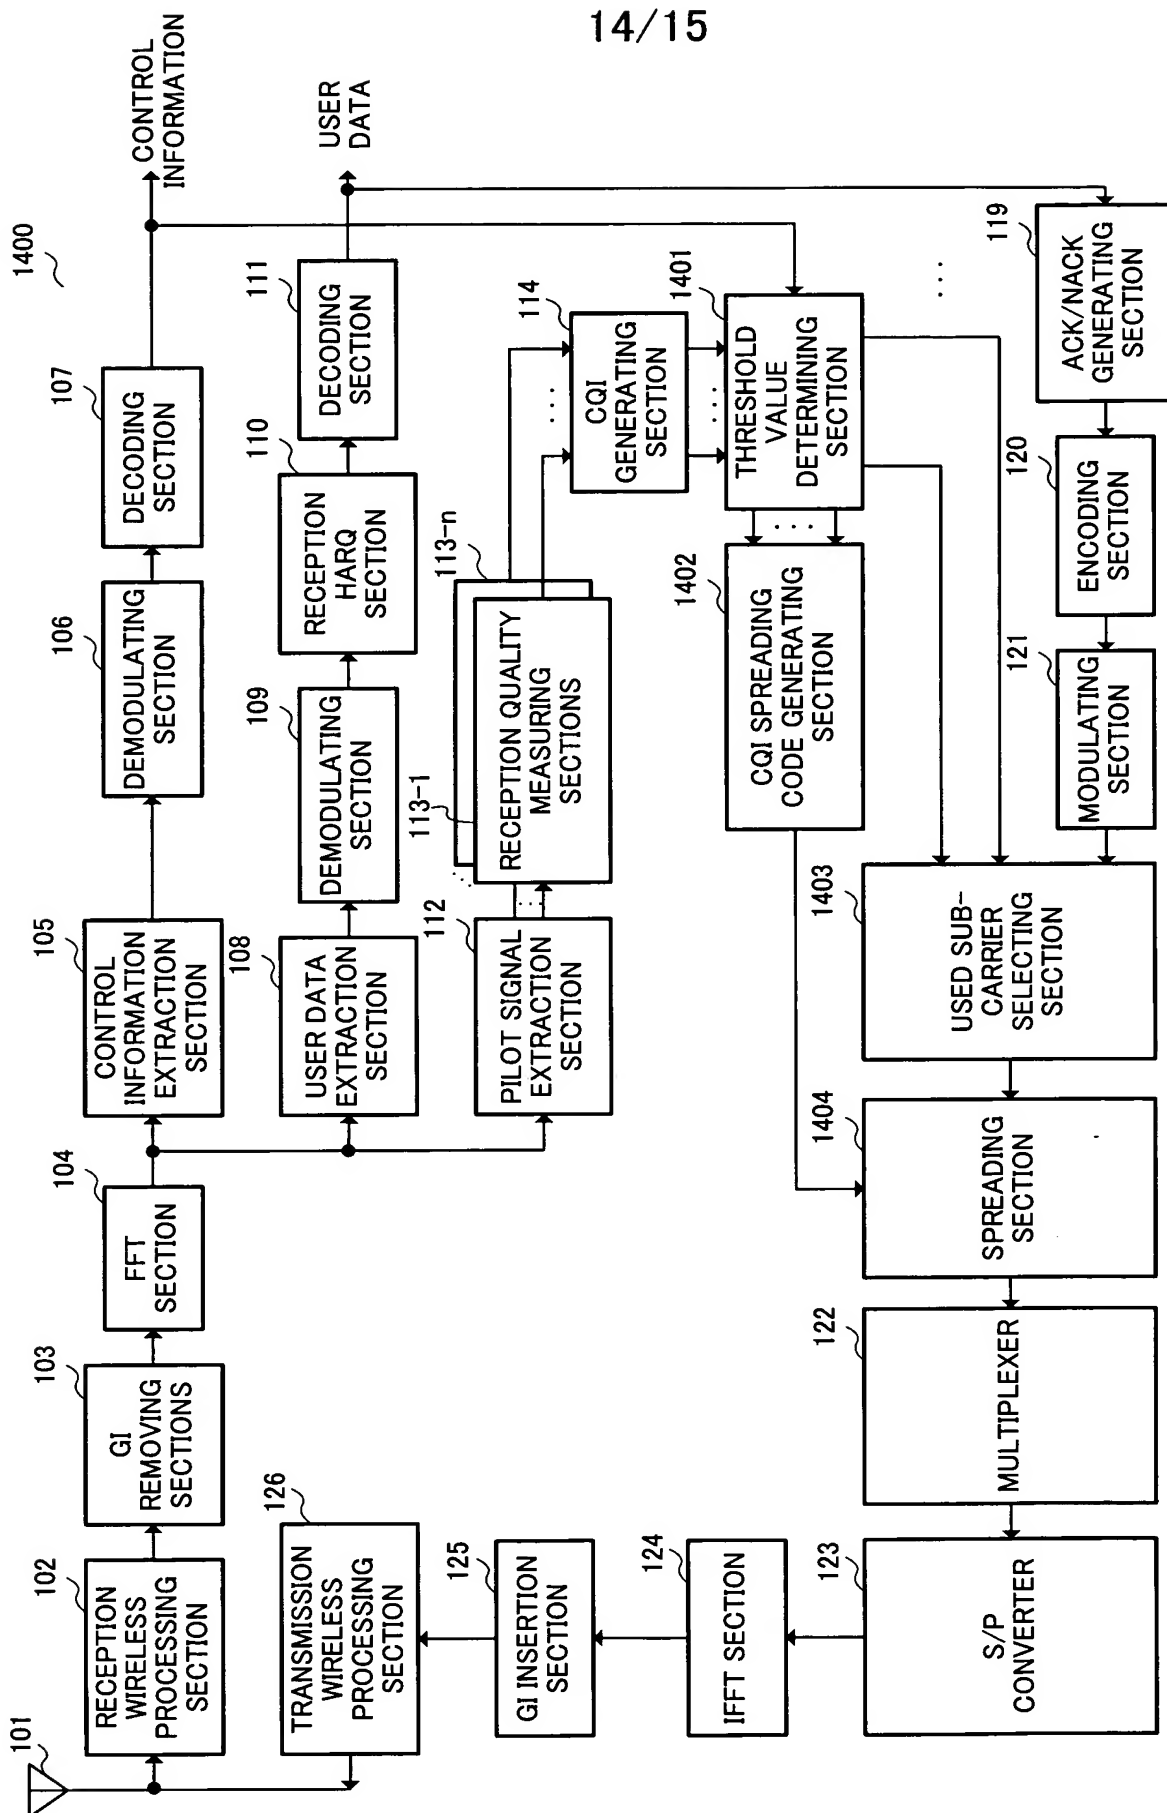 14/15
1400
101
102
RECEPTION
WIRELESS
PROCESSING
SECTION
103
GI
REMOVING
SECTIONS
104
FFT
SECTION
105
CONTROL
INFORMATION
EXTRACTION
SECTION
106
DEMODULATING
SECTION
107
DECODING
SECTION
CONTROL
INFORMATION
108
USER DATA
EXTRACTION
SECTION
109
DEMODULATING
SECTION
110
RECEPTION
HARQ
SECTION
111
DECODING
SECTION
USER
DATA
112
PILOT SIGNAL
EXTRACTION
SECTION
113-1
113-n
RECEPTION QUALITY
MEASURING
SECTIONS
114
CQI
GENERATING
SECTION
1401
THRESHOLD
VALUE
DETERMINING
SECTION
1402
CQI SPREADING
CODE GENERATING
SECTION
119
ACK/NACK
GENERATING
SECTION
120
ENCODING
SECTION
121
MODULATING
SECTION
1403
USED SUB-
CARRIER
SELECTING
SECTION
1404
SPREADING
SECTION
122
MULTIPLEXER
123
S/P
CONVERTER
124
IFFT SECTION
125
GI INSERTION
SECTION
126
TRANSMISSION
WIRELESS
PROCESSING
SECTION